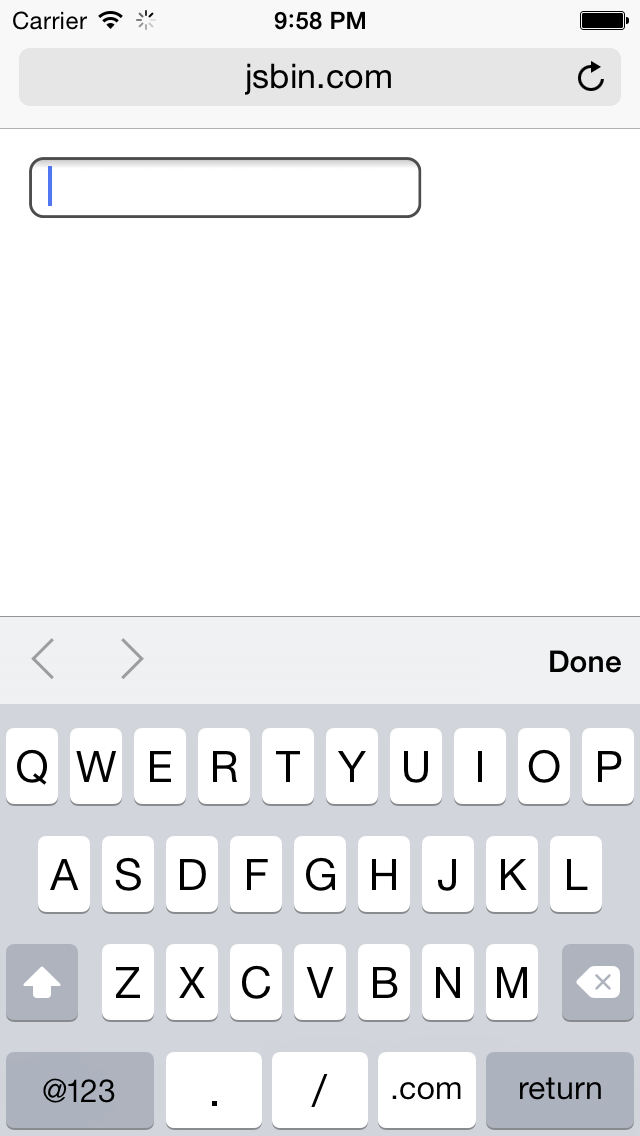 Carrier 9:58 PM
jsbin.com
Done
Q W E R T Y U I O P
A S D F G H J K L
Z X C V B N M
@123 . / .com return